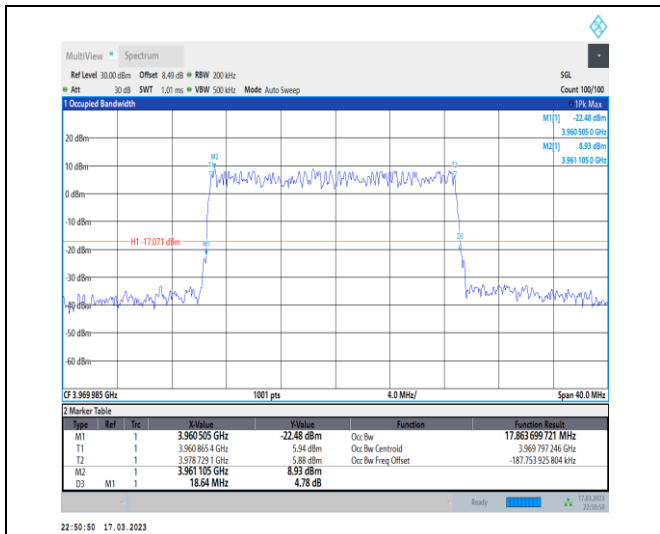 MultiView Spectrum
Ref Level 30.00 dBm Offset 8.49 dB RBW 200 kHz SGL
Att 30 dB SWT 1.01 ms VBW 500 kHz Mode Auto Sweep Count 100/100
1 Occupied Bandwidth 1Pk Max
M1[1] -22.48 dBm
3.960 505 0 GHz
M2[1] 8.93 dBm
3.961 105 0 GHz
20 dBm
M2
T1 T2
10 dBm
0 dBm
-10 dBm
D3
H1 -17.071 dBm
M1
-20 dBm
-30 dBm
-40 dBm
-50 dBm
-60 dBm
CF 3.969 985 GHz 1001 pts 4.0 MHz/ Span 40.0 MHz
2 Marker Table
Type Ref Trc X-Value Y-Value Function Function Result
M1 1 3.960 505 GHz -22.48 dBm Occ Bw 17.863 699 721 MHz
T1 1 3.960 865 4 GHz 5.94 dBm Occ Bw Centroid 3.969 797 246 GHz
T2 1 3.978 729 1 GHz 5.88 dBm Occ Bw Freq Offset -187.753 925 804 kHz
M2 1 3.961 105 GHz 8.93 dBm
D3 M1 1 18.64 MHz 4.78 dB
Ready 17.03.2023
22:50:50
22:50:50 17.03.2023